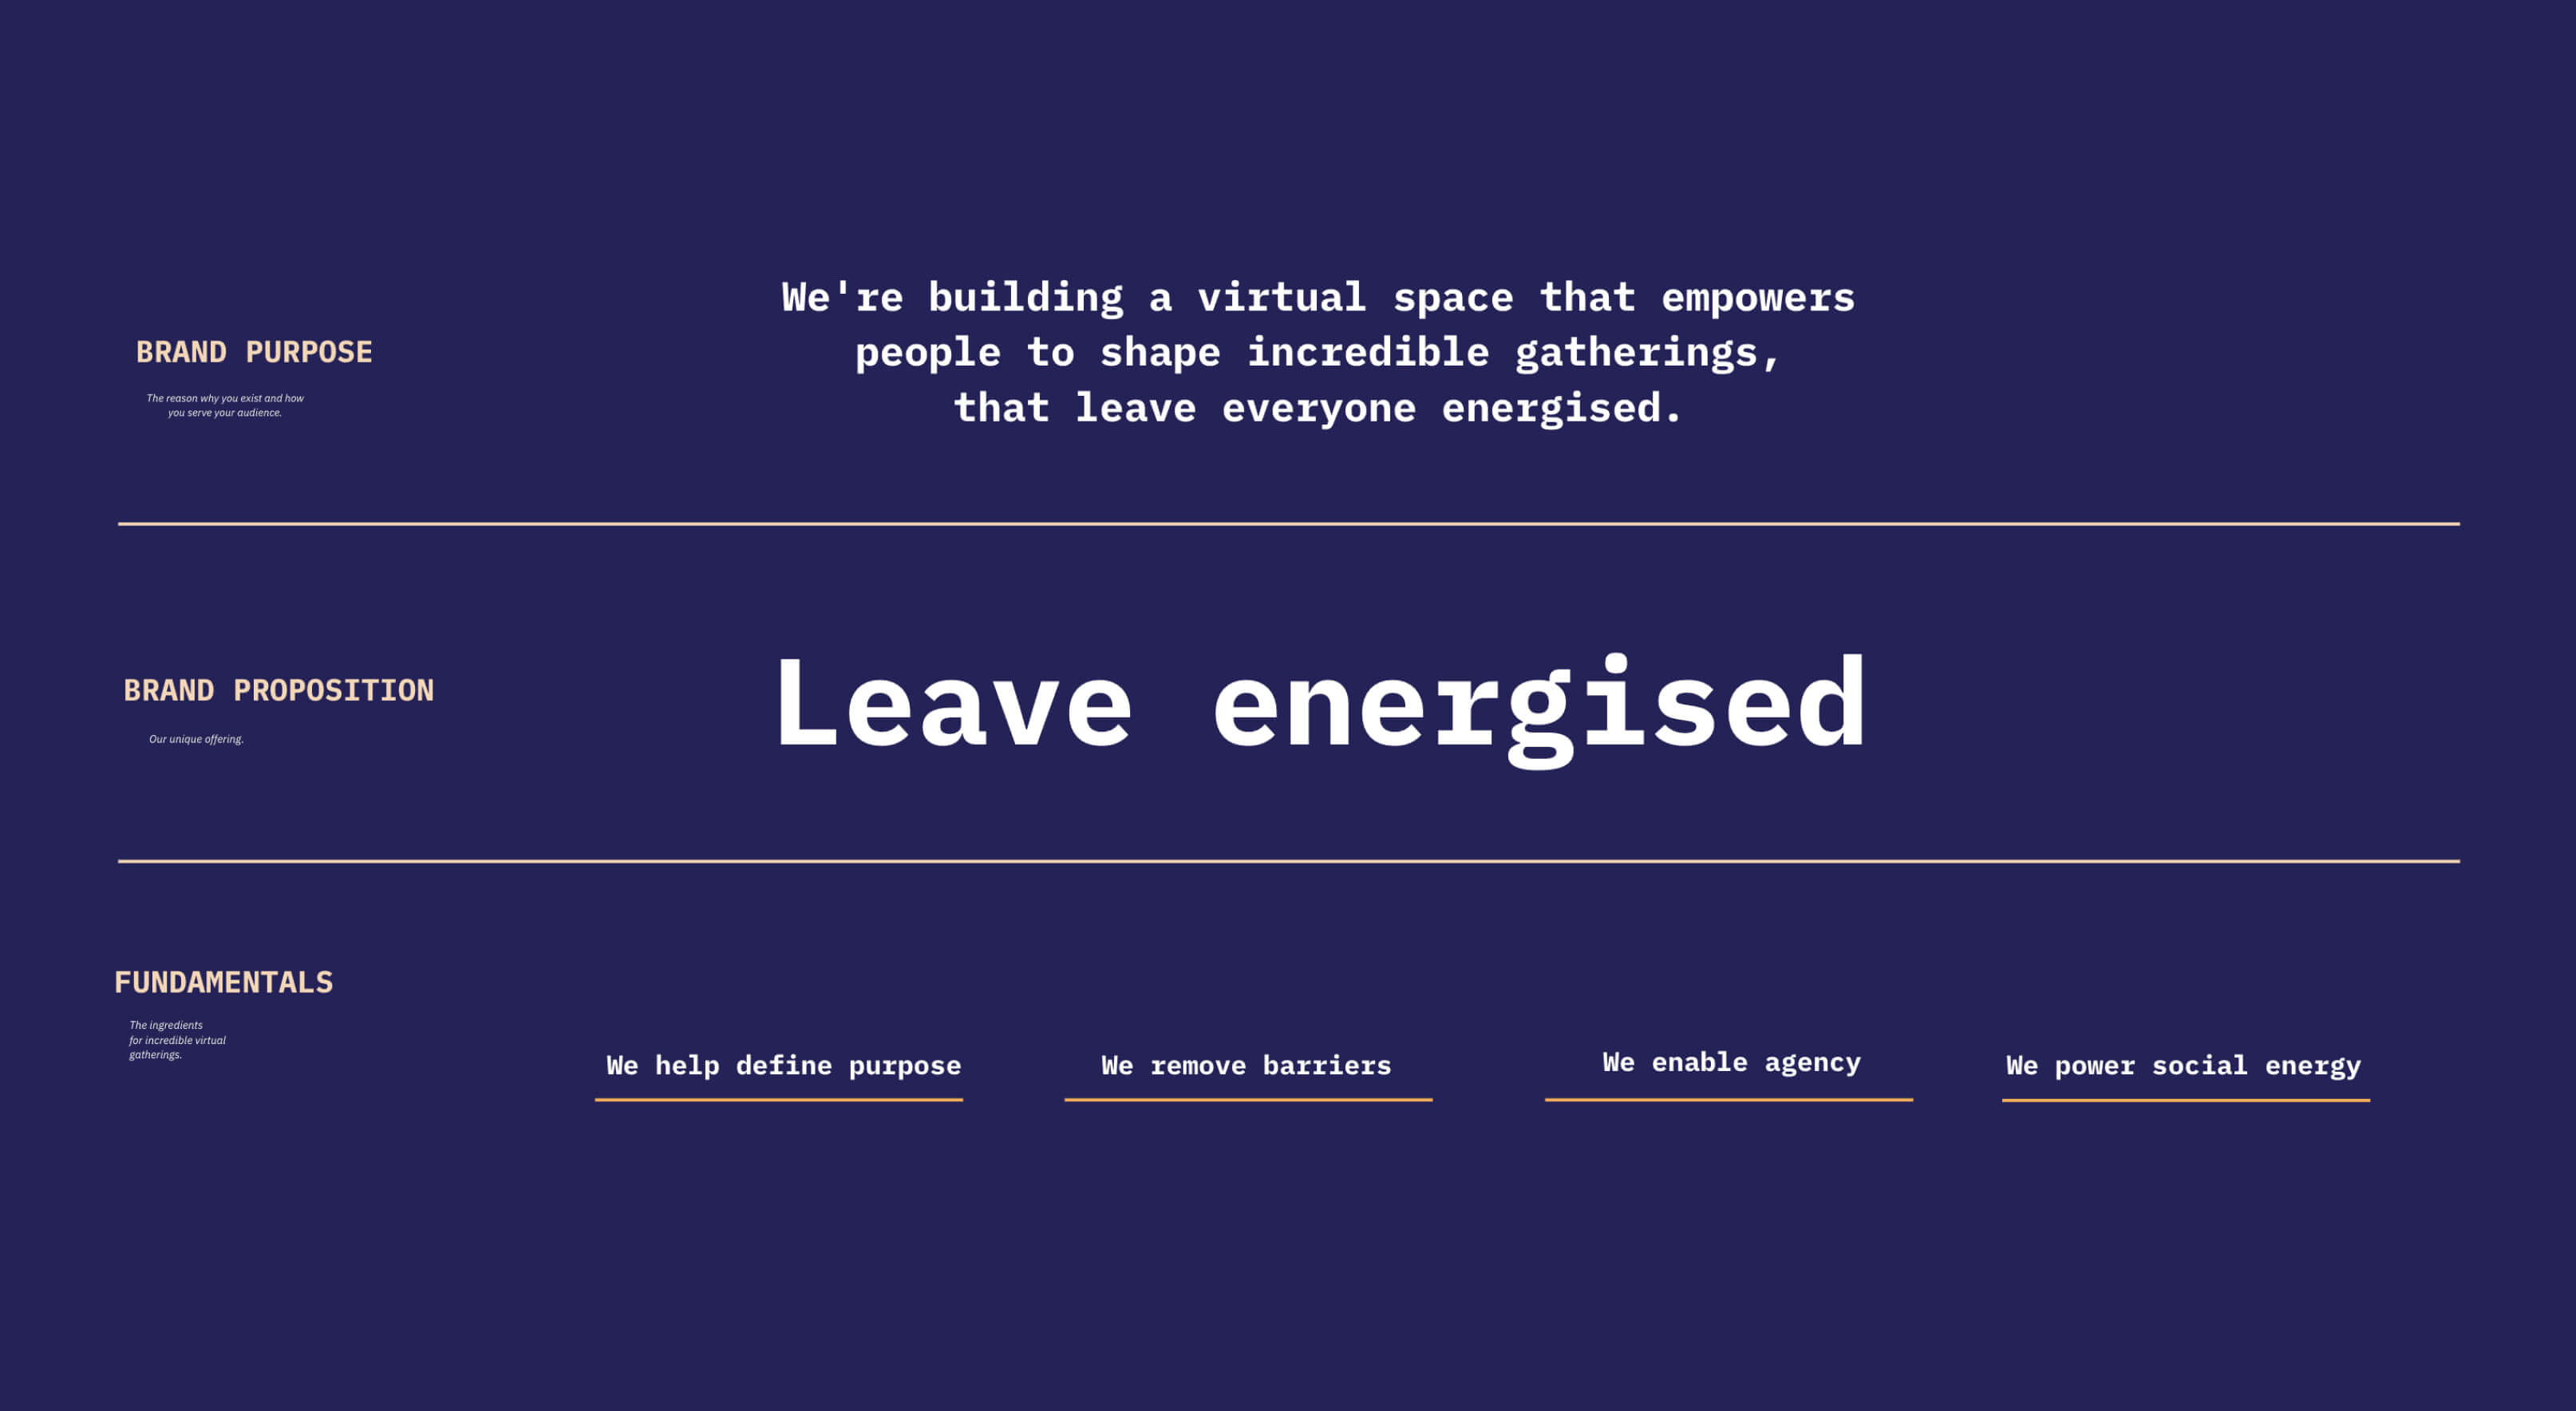 We're building a virtual space that empowers
people to shape incredible gatherings,
that leave everyone energised.
BRAND PURPOSE
The reason why you exist and how
you serve your audience.
Leave energised
BRAND PROPOSITION
Our unique offering.
FUNDAMENTALS
The ingredients
for incredible virtual
gatherings.
We help define purpose
We remove barriers
We enable agency
We power social energy